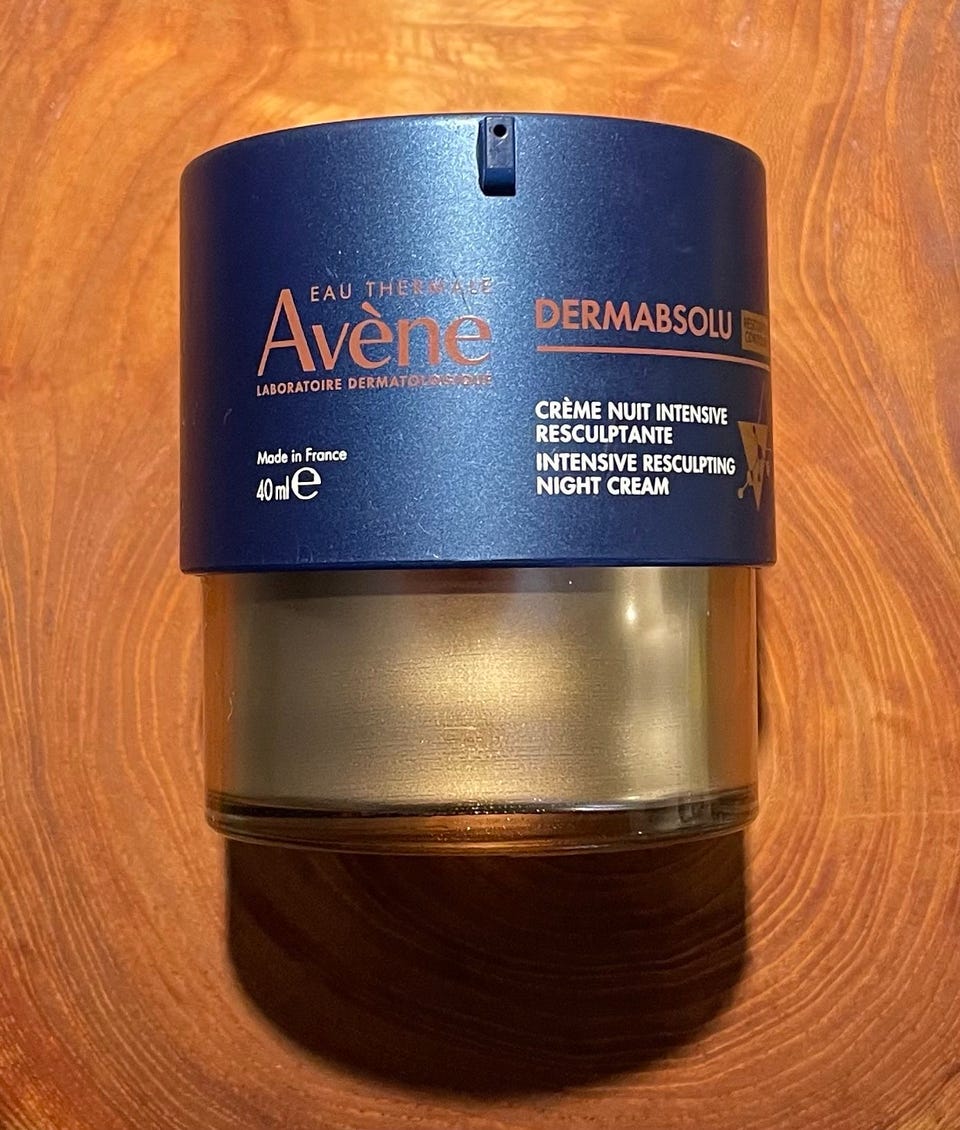 EAU THERMALE
Avène
LABORATOIRE DERMATOLOGIQUE
Made in France
40 ml e
DERMABSOLU
CRÈME NUIT INTENSIVE
RESCULPTANTE
INTENSIVE RESCULPTING
NIGHT CREAM